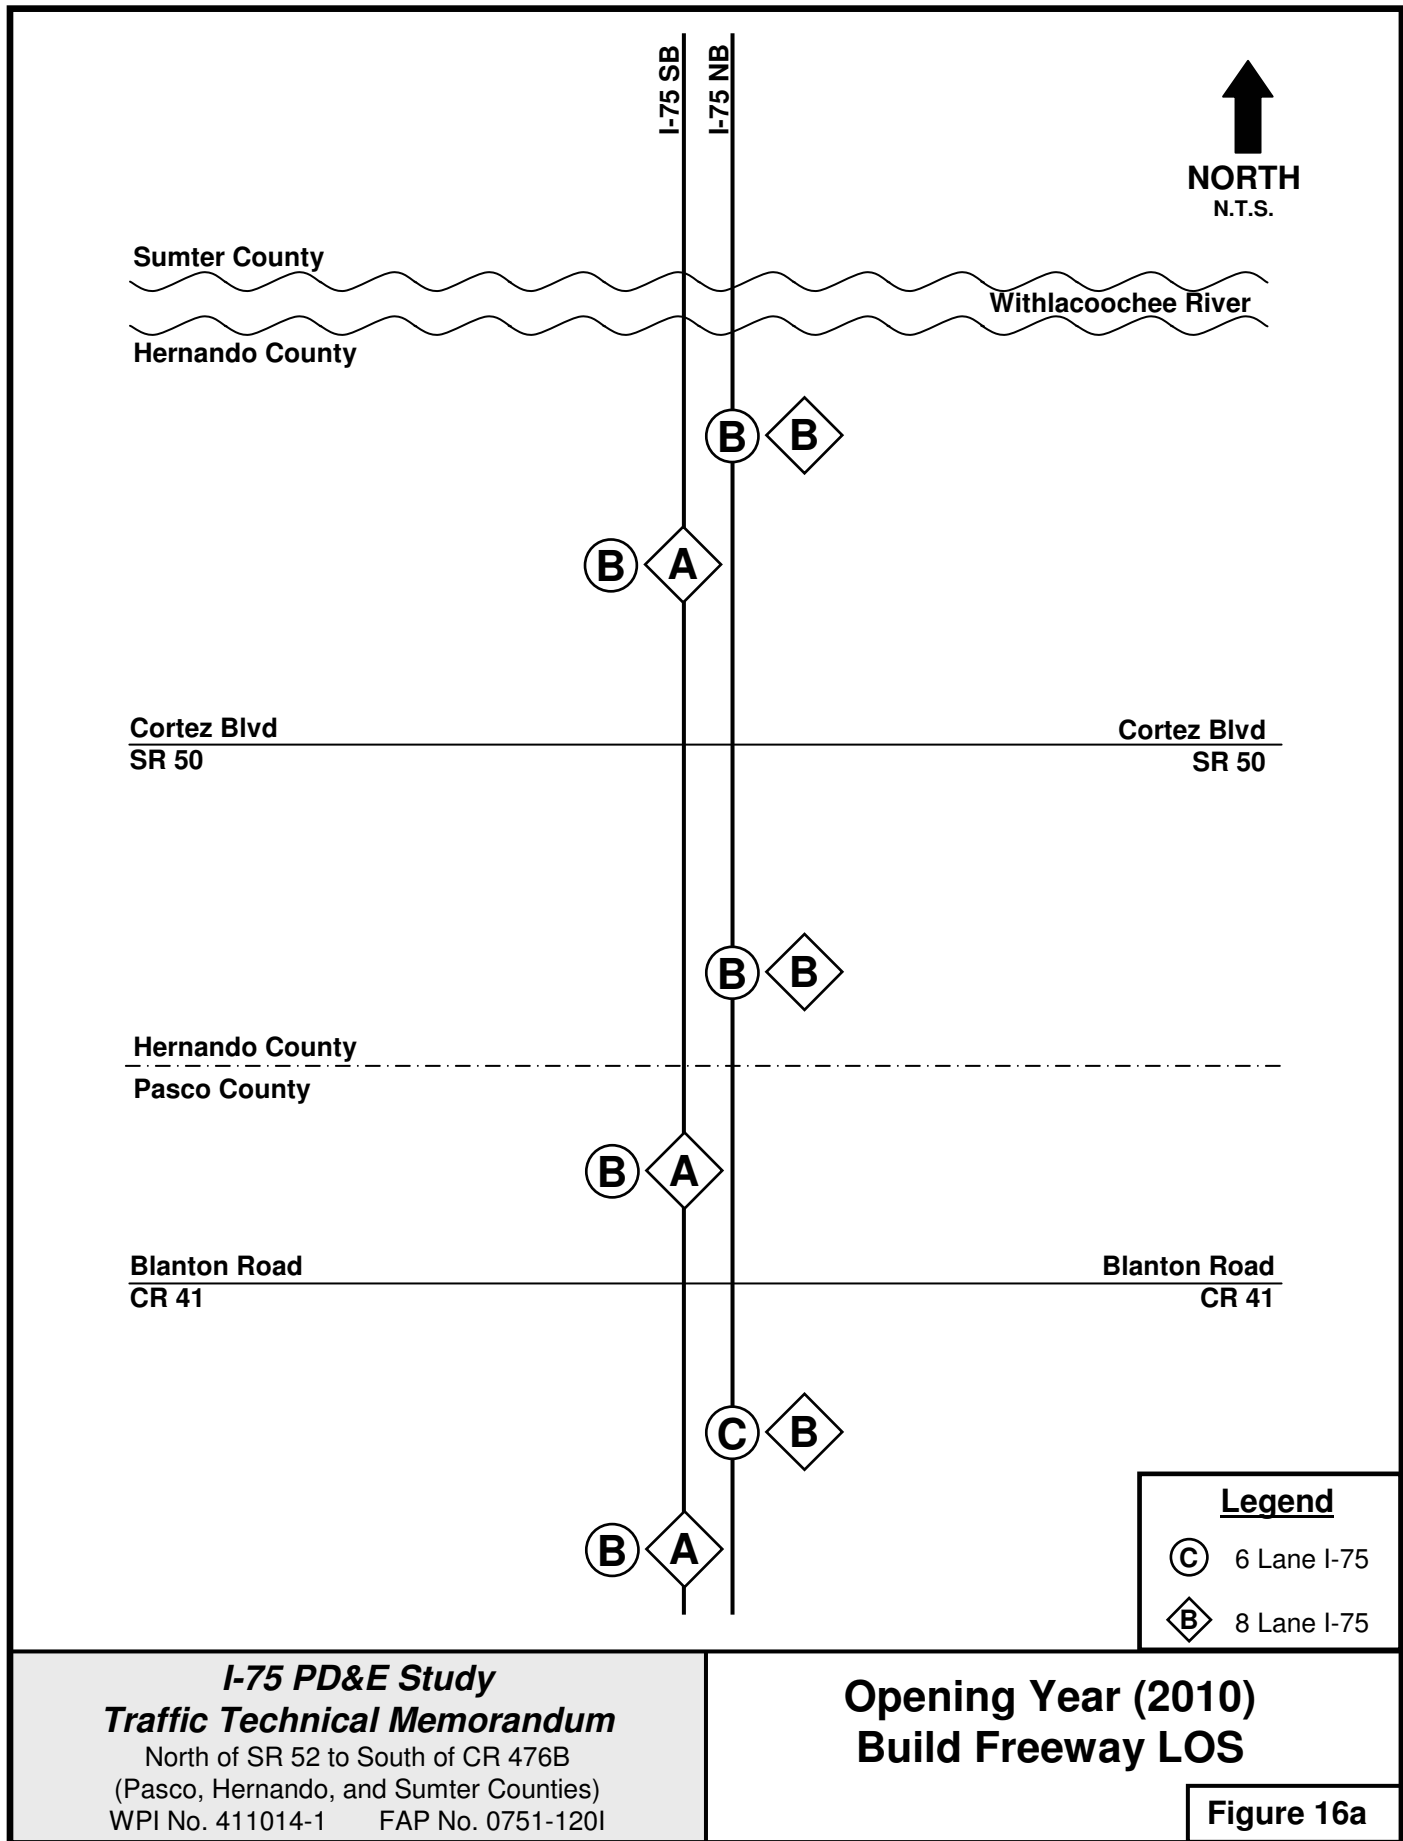 I-75 SB
I-75 NB
NORTH
N.T.S.
Sumter County
Withlacoochee River
Hernando County
B B
B A
Cortez Blvd Cortez Blvd
SR 50 SR 50
B B
Hernando County
Pasco County
B A
Blanton Road Blanton Road
CR 41 CR 41
C B
B A
Legend
C 6 Lane I-75
B 8 Lane I-75
I-75 PD&E Study
Traffic Technical Memorandum
North of SR 52 to South of CR 476B
(Pasco, Hernando, and Sumter Counties)
WPI No. 411014-1 FAP No. 0751-120I
Opening Year (2010)
Build Freeway LOS
Figure 16a